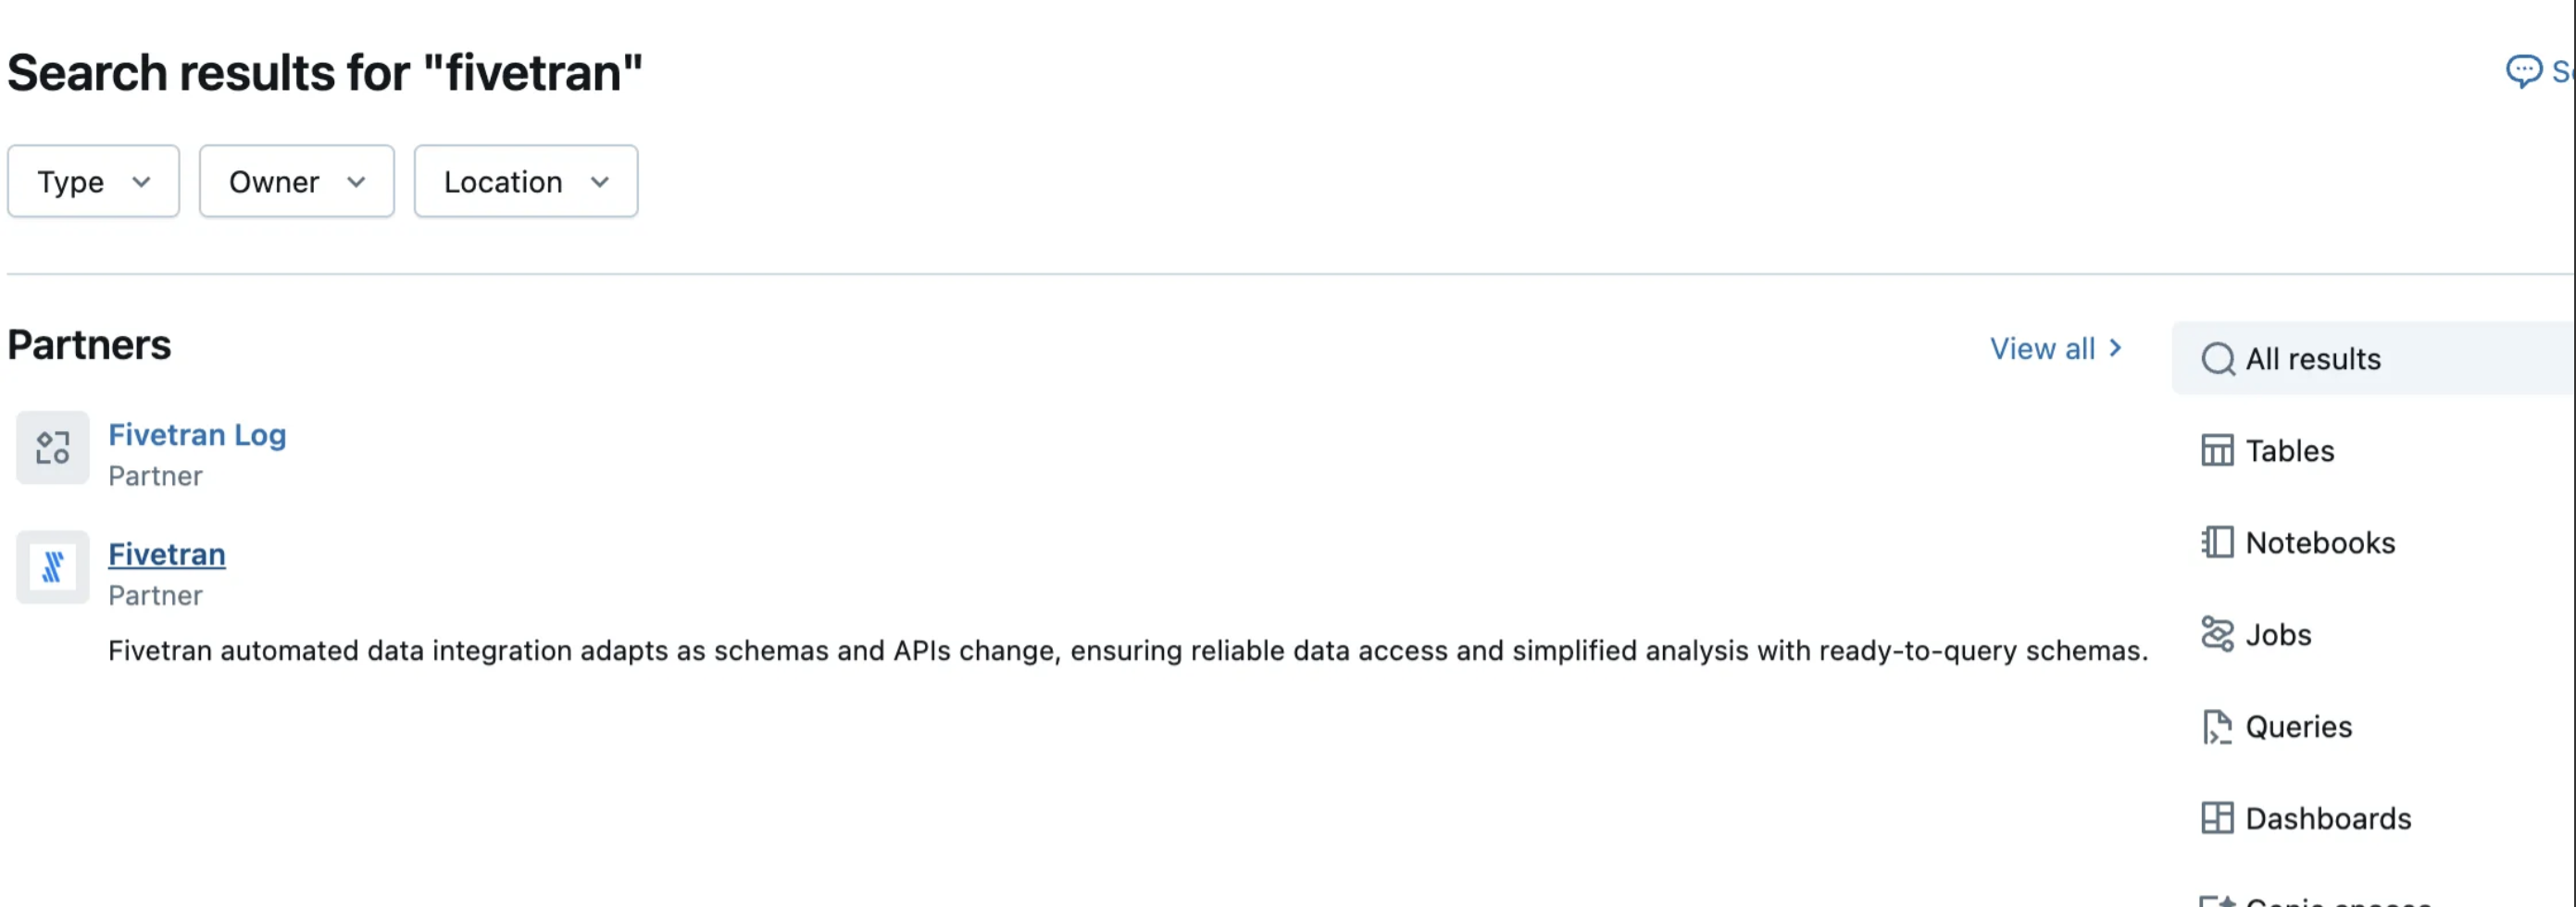 Search results for "fivetran"
Type
Owner
Location
Partners
View all
Fivetran Log
Partner
Fivetran
Partner
Fivetran automated data integration adapts as schemas and APIs change, ensuring reliable data access and simplified analysis with ready-to-query schemas.
All results
Tables
Notebooks
Jobs
Queries
Dashboards